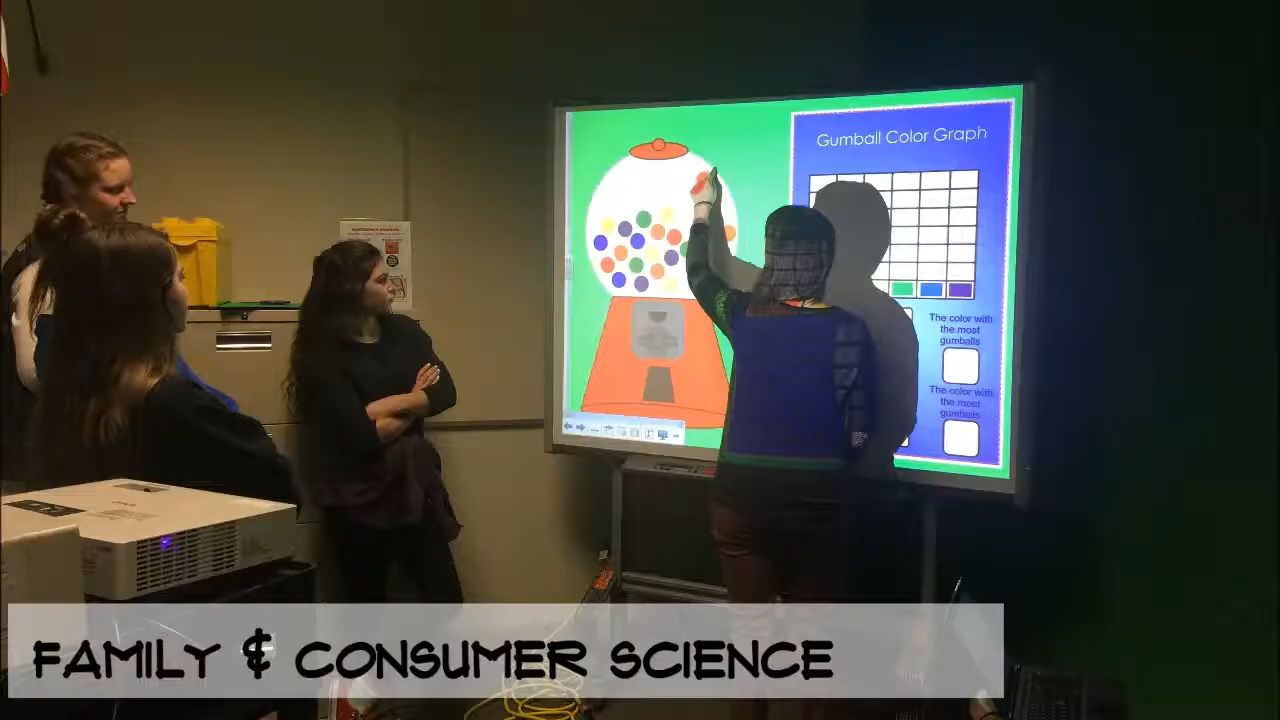 Gumball Color Graph
The color with
the most
gumballs
The color with
the most
gumballs
FAMILY & CONSUMER SCIENCE